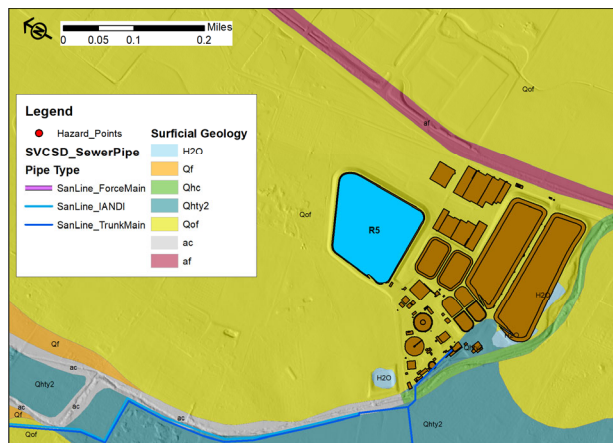 N
Miles
0 0.05 0.1 0.2
Qof
af
Legend
Hazard_Points
SVCSD_SewerPipe
Pipe Type
SanLine_ForceMain
SanLine_IANDI
SanLine_TrunkMain
Surficial Geology
H2O
Qf
Qhc
Qhty2
Qof
ac
af
Qof
R5
H2O
H2O
Qf
H2O
Qhty2
ac
ac
ac
Qf
ac
Qof
Qhty2